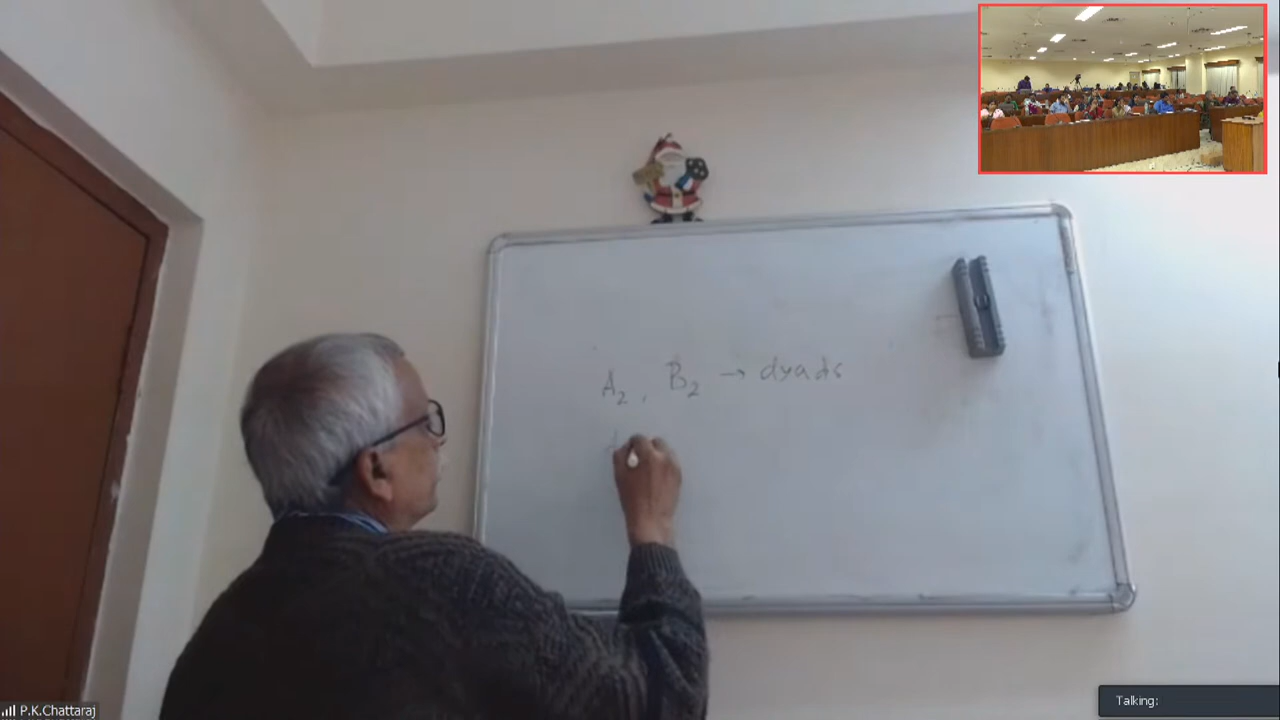 A₂, B₂ → dyads
P.K.Chattaraj
Talking: